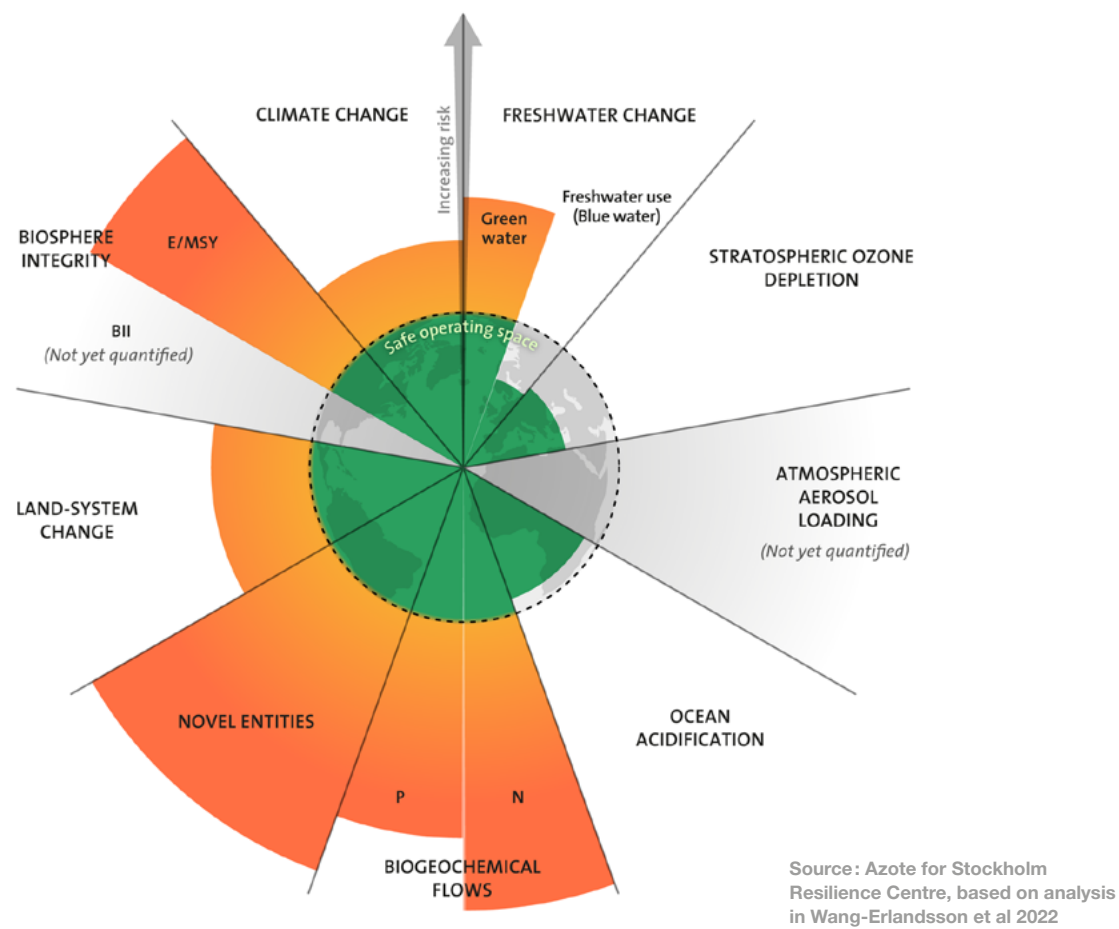 CLIMATE CHANGE
Increasing risk
FRESHWATER CHANGE
Green
water
Freshwater use
(Blue water)
STRATOSPHERIC OZONE
DEPLETION
BIOSPHERE
INTEGRITY
E/MSY
BII
(Not yet quantified)
Safe operating space
ATMOSPHERIC
AEROSOL
LOADING
(Not yet quantified)
LAND-SYSTEM
CHANGE
NOVEL ENTITIES
OCEAN
ACIDIFICATION
P
N
BIOGEOCHEMICAL
FLOWS
Source: Azote for Stockholm
Resilience Centre, based on analysis
in Wang-Erlandsson et al 2022